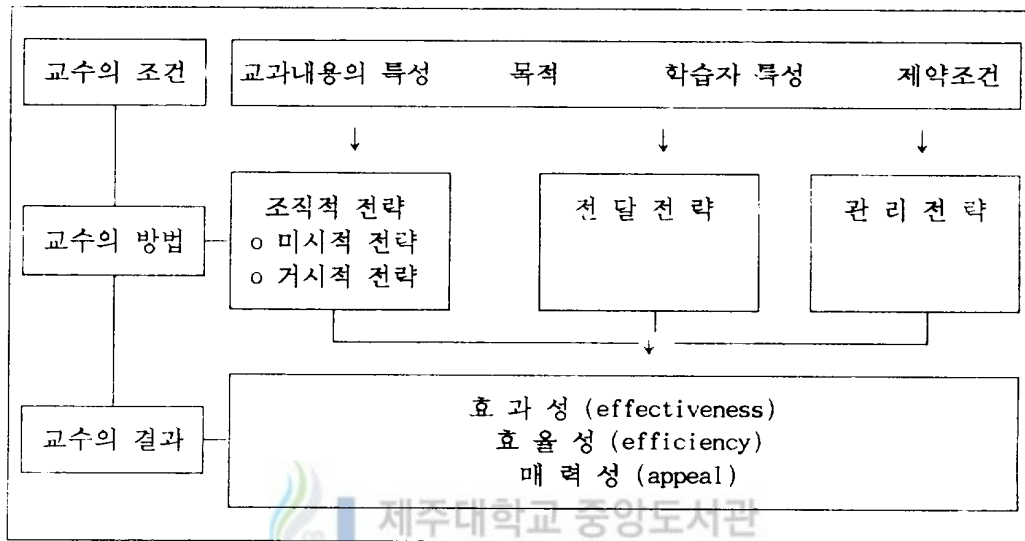 교수의 조건
교과내용의 특성 목적 학습자 특성 제약조건
↓ ↓ ↓
교수의 방법
조직적 전략
o 미시적 전략
o 거시적 전략
전 달 전 략
관 리 전 략
↓
교수의 결과
효 과 성 (effectiveness)
효 율 성 (efficiency)
매 력 성 (appeal)
제주대학교 중앙도서관